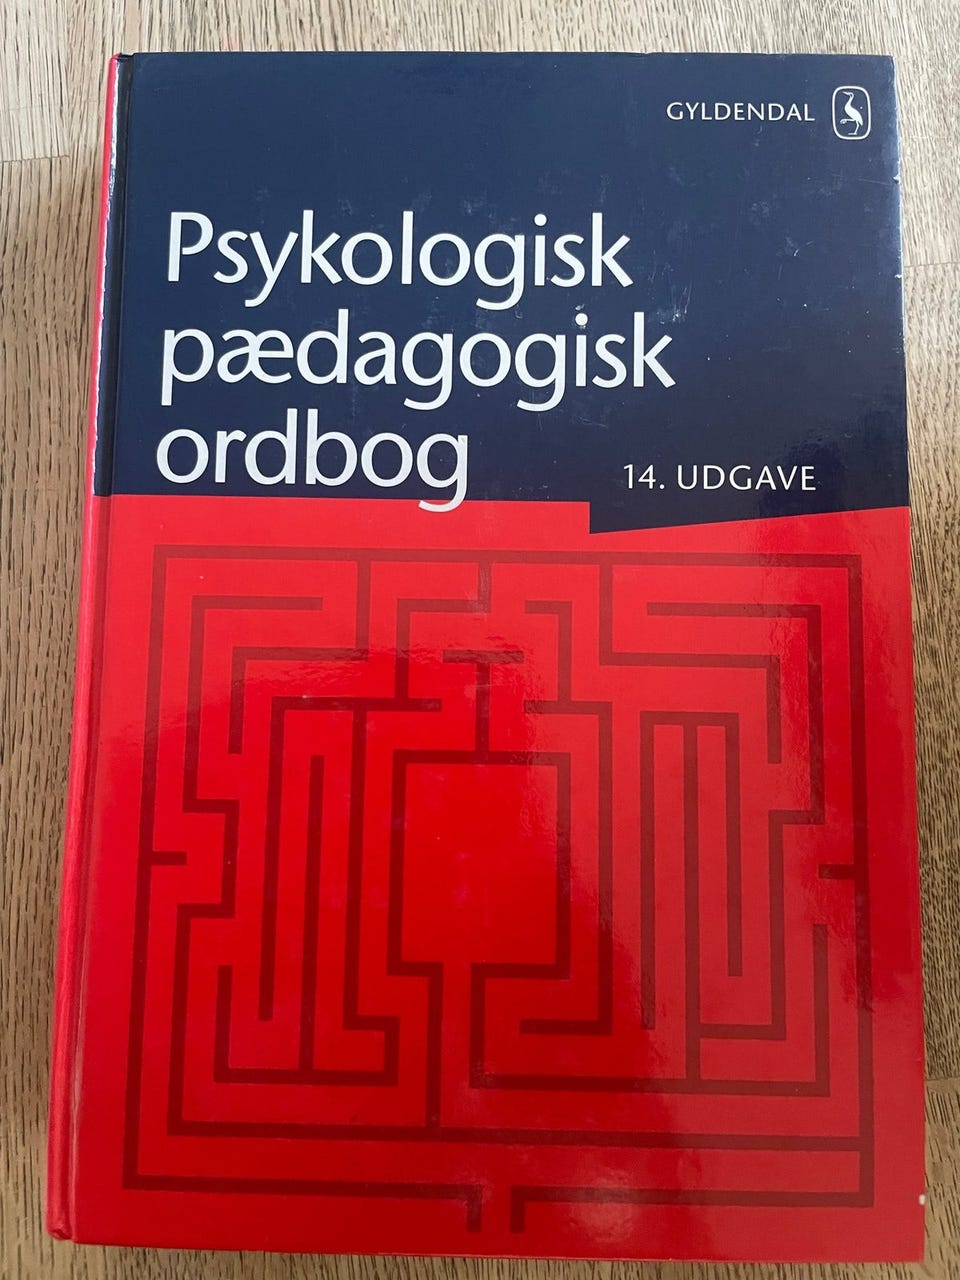 GYLDENDAL
Psykologisk
pædagogisk
ordbog
14. UDGAVE